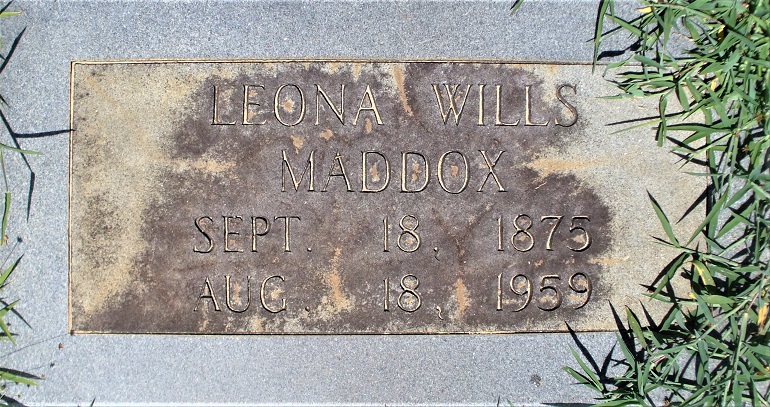 LEONA WILLS
MADDOX
SEPT. 18, 1875
AUG. 18, 1959